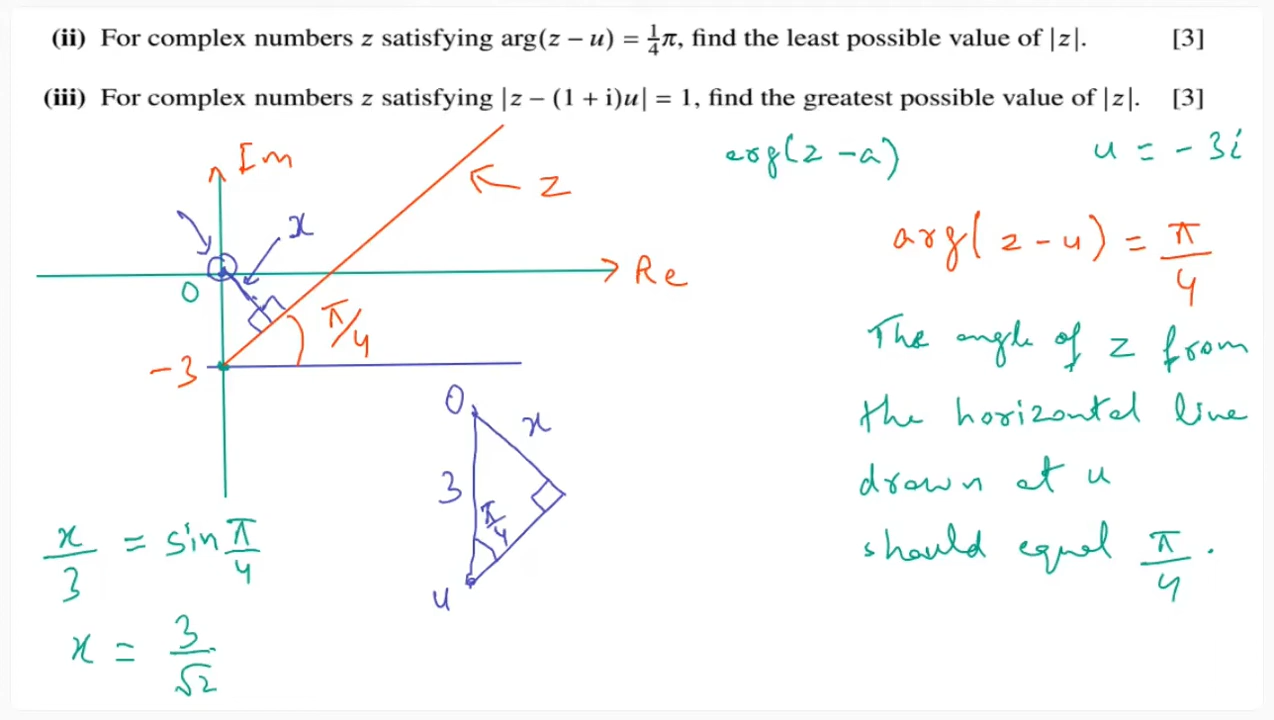 (ii) For complex numbers z satisfying arg(z − u) = ¼π, find the least possible value of |z|. [3]
(iii) For complex numbers z satisfying |z − (1 + i)u| = 1, find the greatest possible value of |z|. [3]
Im
z
x
0
Re
π/4
-3
arg(z - a)
u = - 3i
arg(z - u) = π/4
The angle of z from
the horizontal line
drawn at u
should equal π/4.
0
x
3
π/4
u
x/3 = sin π/4
x = 3/√2